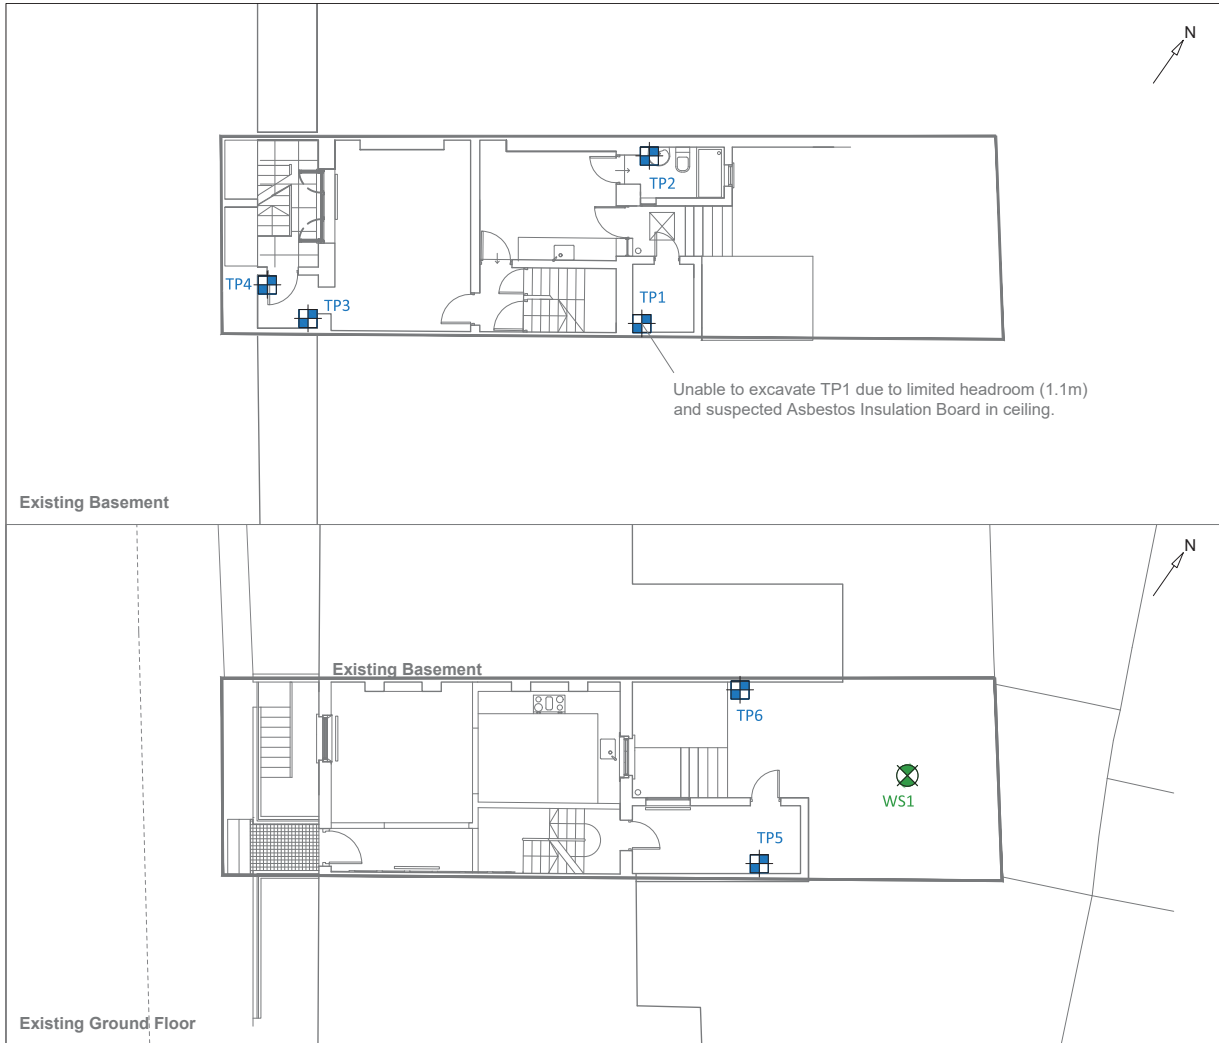 N
TP2
TP4
TP3
TP1
Unable to excavate TP1 due to limited headroom (1.1m)
and suspected Asbestos Insulation Board in ceiling.
Existing Basement
N
Existing Basement
TP6
WS1
TP5
Existing Ground Floor